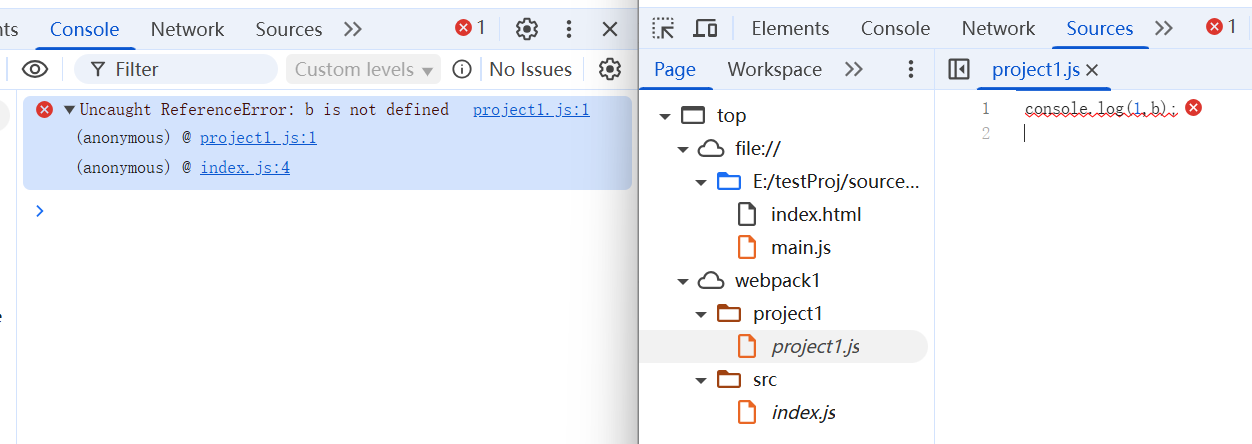 nts Console Network Sources 1
Filter Custom levels No Issues
Uncaught ReferenceError: b is not defined project1.js:1
(anonymous) @ project1.js:1
(anonymous) @ index.js:4
Elements Console Network Sources 1
Page Workspace project1.js
top
file://
E:/testProj/source...
index.html
main.js
webpack1
project1
project1.js
src
index.js
1 console.log(1,b);
2